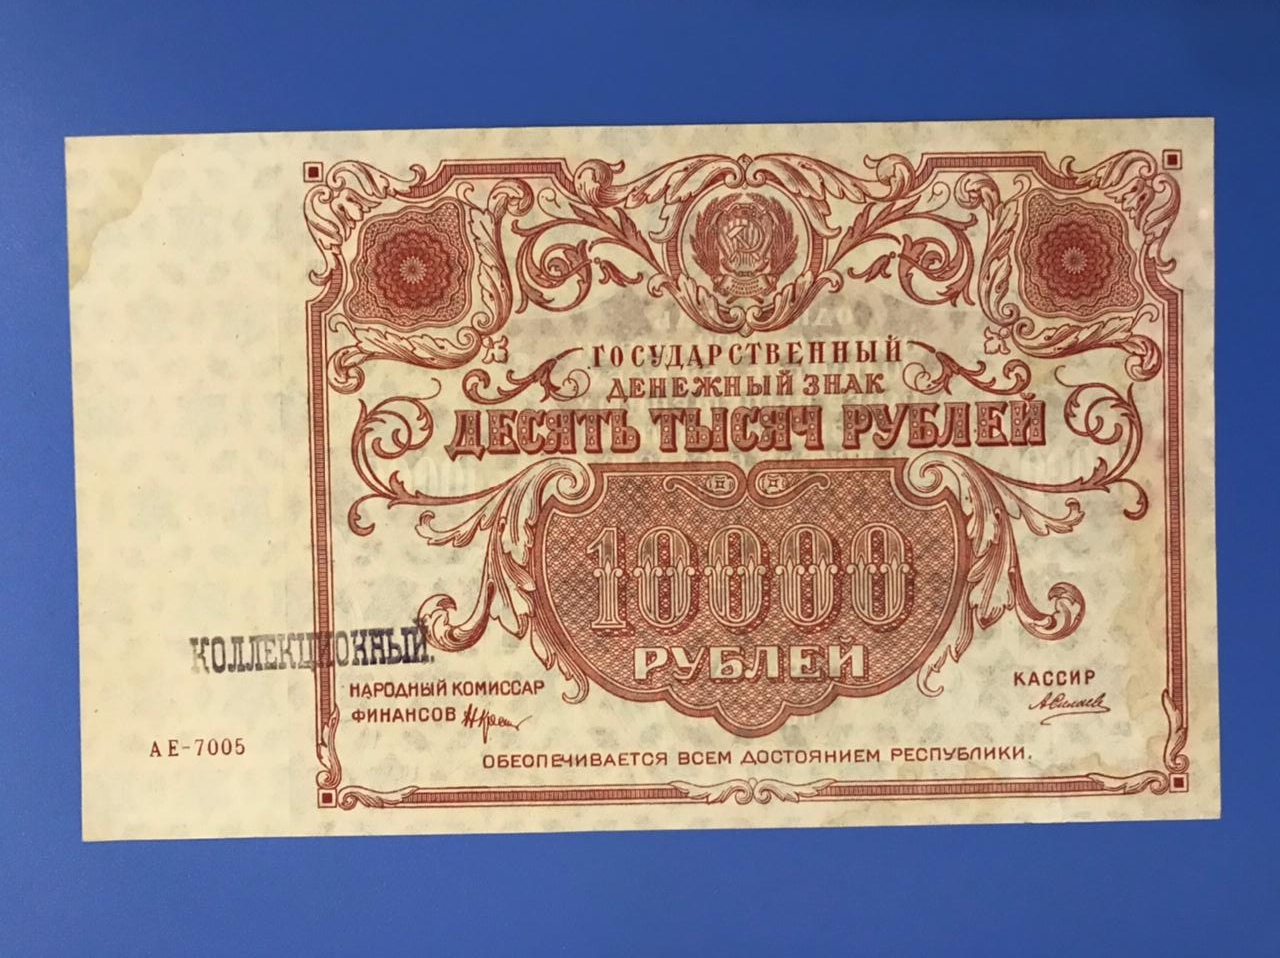 ГОСУДАРСТВЕННЫЙ
ДЕНЕЖНЫЙ ЗНАК
ДЕСЯТЬ ТЫСЯЧ РУБЛЕЙ
10000
РУБЛЕЙ
КОЛЛЕКЦИОННЫЙ.
НАРОДНЫЙ КОМИССАР
ФИНАНСОВ
КАССИР
АЕ-7005
ОБЕСПЕЧИВАЕТСЯ ВСЕМ ДОСТОЯНИЕМ РЕСПУБЛИКИ.